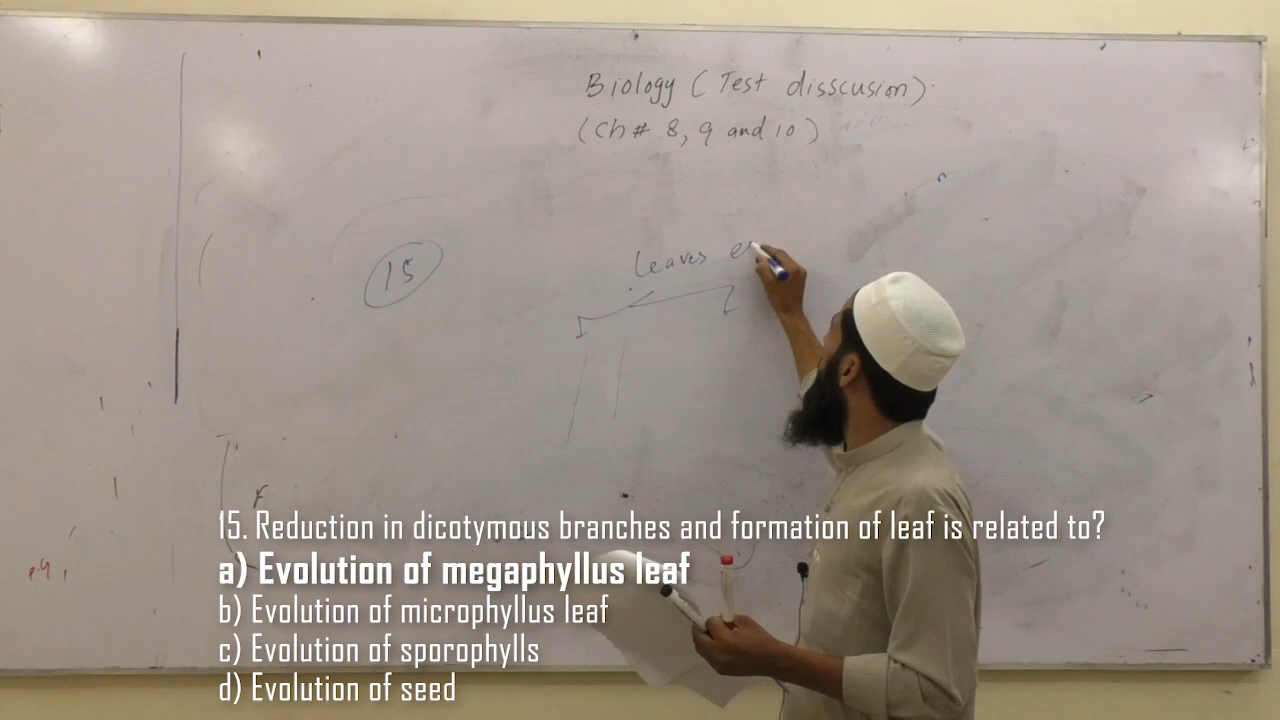 Biology (Test disscusion)
(Ch# 8, 9 and 10)
15
leaves
15. Reduction in dicotymous branches and formation of leaf is related to?
a) Evolution of megaphyllus leaf
b) Evolution of microphyllus leaf
c) Evolution of sporophylls
d) Evolution of seed